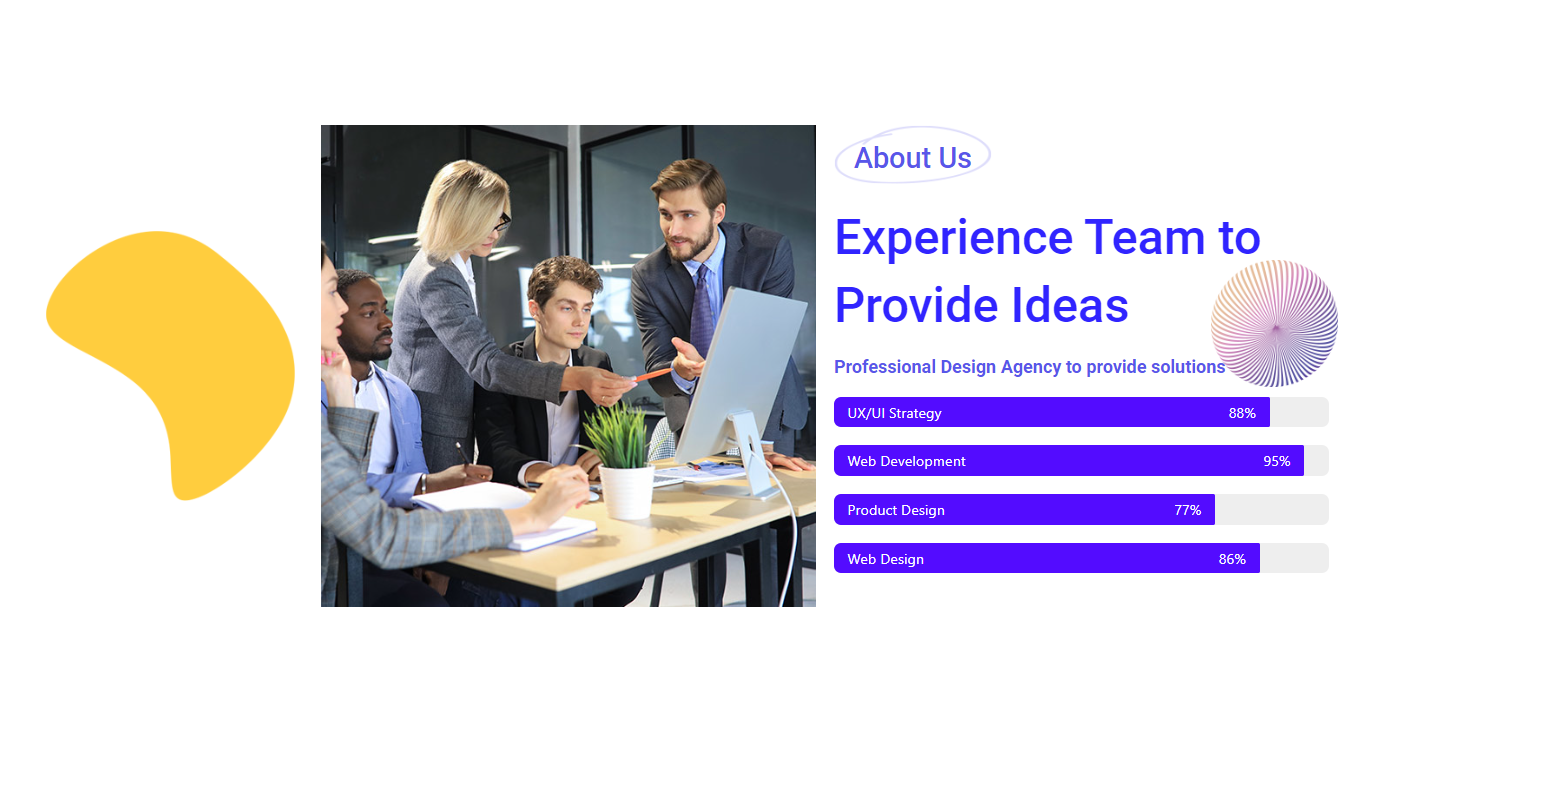 About Us
Experience Team to
Provide Ideas
Professional Design Agency to provide solutions
UX/UI Strategy 88%
Web Development 95%
Product Design 77%
Web Design 86%